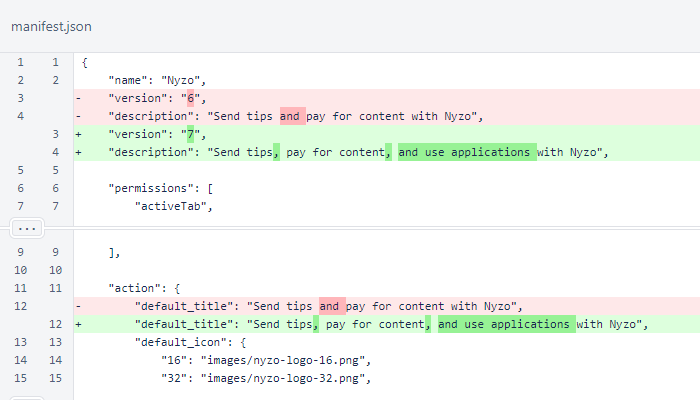 manifest.json
1 1 {
2 2 "name": "Nyzo",
3 - "version": "6",
4 - "description": "Send tips and pay for content with Nyzo",
3 + "version": "7",
4 + "description": "Send tips, pay for content, and use applications with Nyzo",
5 5
6 6 "permissions": [
7 7 "activeTab",
...
9 9 ],
10 10
11 11 "action": {
12 - "default_title": "Send tips and pay for content with Nyzo",
12 + "default_title": "Send tips, pay for content, and use applications with Nyzo",
13 13 "default_icon": {
14 14 "16": "images/nyzo-logo-16.png",
15 15 "32": "images/nyzo-logo-32.png",